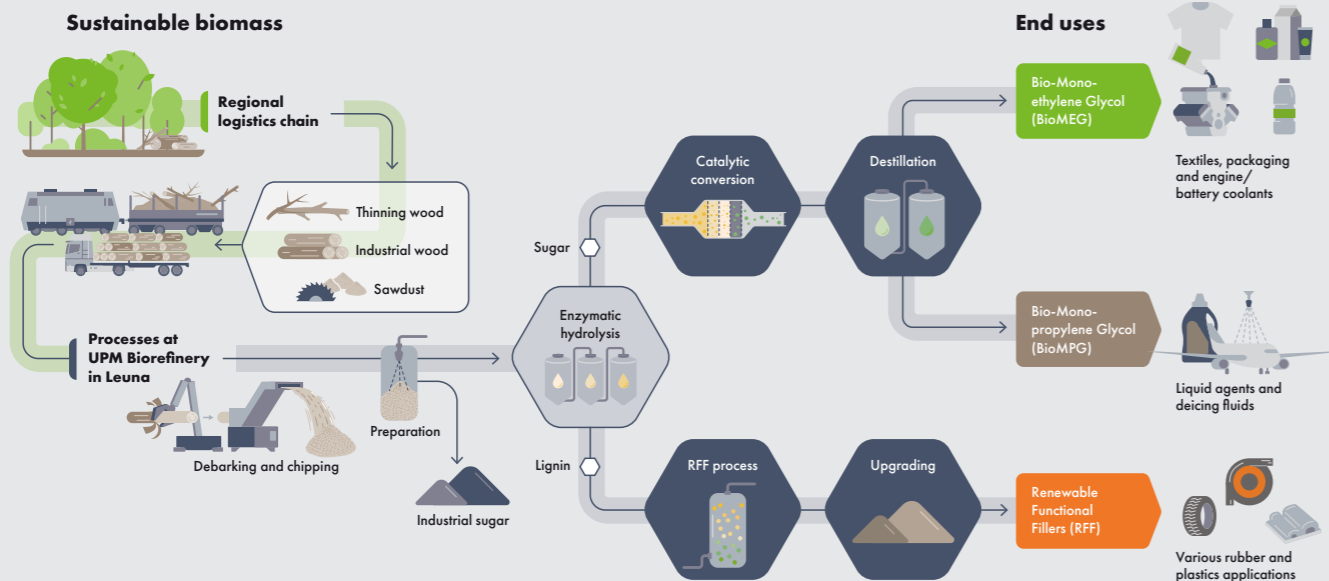 Sustainable biomass
Regional
logistics chain
Thinning wood
Industrial wood
Sawdust
Processes at
UPM Biorefinery
in Leuna
Debarking and chipping
Preparation
Industrial sugar
Enzymatic
hydrolysis
Sugar
Lignin
Catalytic
conversion
Destillation
RFF process
Upgrading
End uses
Bio-Mono-
ethylene Glycol
(BioMEG)
Textiles, packaging
and engine/
battery coolants
Bio-Mono-
propylene Glycol
(BioMPG)
Liquid agents and
deicing fluids
Renewable
Functional
Fillers (RFF)
Various rubber and
plastics applications